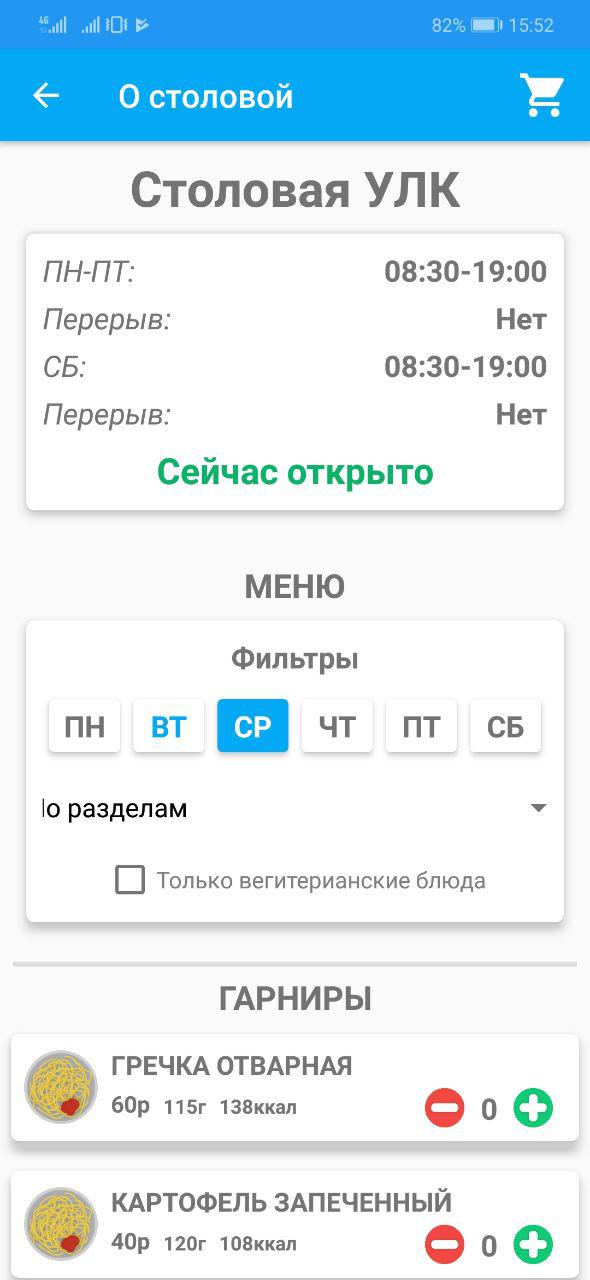 4G 82% 15:52
О столовой
Столовая УЛК
ПН-ПТ: 08:30-19:00
Перерыв: Нет
СБ: 08:30-19:00
Перерыв: Нет
Сейчас открыто
МЕНЮ
Фильтры
ПН ВТ СР ЧТ ПТ СБ
о разделам
Только вегитерианские блюда
ГАРНИРЫ
ГРЕЧКА ОТВАРНАЯ
60р 115г 138ккал 0
КАРТОФЕЛЬ ЗАПЕЧЕННЫЙ
40р 120г 108ккал 0